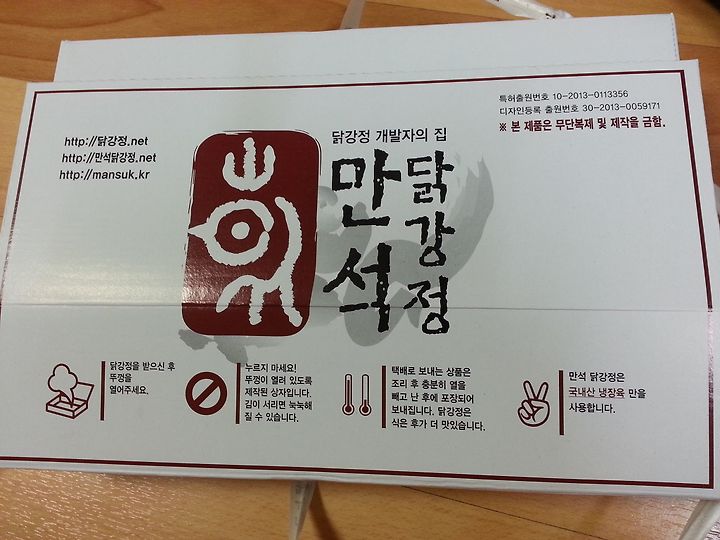 특허출원번호 10-2013-0113356
디자인등록 출원번호 30-2013-0059171
※ 본 제품은 무단복제 및 제작을 금함.
http://닭강정.net
http://만석닭강정.net
http://mansuk.kr
닭강정 개발자의 집
만석
닭강정
닭강정을 받으신 후
뚜껑을
열어주세요.
누르지 마세요!
뚜껑이 열려 있도록
제작된 상자입니다.
김이 서리면 눅눅해
질 수 있습니다.
택배로 보내는 상품은
조리 후 충분히 열을
빼고 난 후에 포장되어
보내집니다. 닭강정은
식은 후가 더 맛있습니다.
만석 닭강정은
국내산 냉장육 만을
사용합니다.